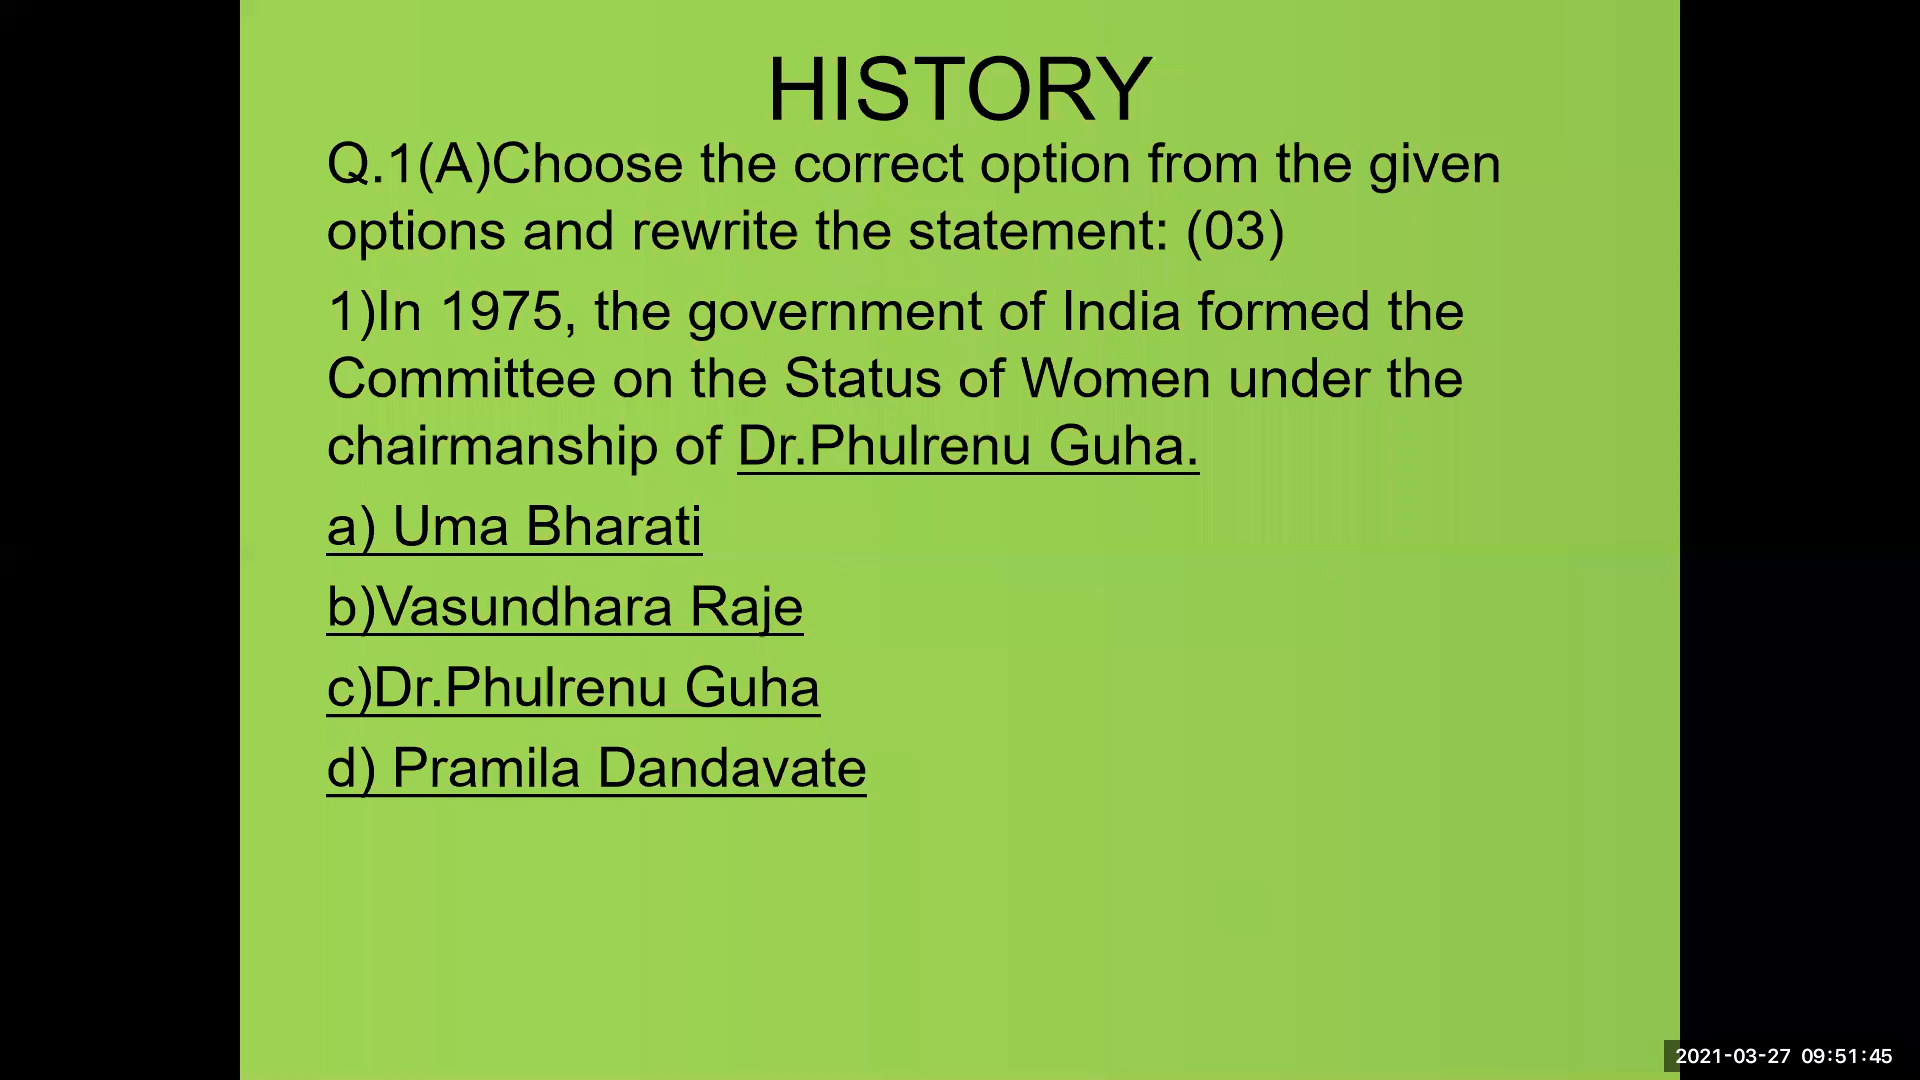 HISTORY
Q.1(A)Choose the correct option from the given
options and rewrite the statement: (03)
1)In 1975, the government of India formed the
Committee on the Status of Women under the
chairmanship of Dr.Phulrenu Guha.
a) Uma Bharati
b)Vasundhara Raje
c)Dr.Phulrenu Guha
d) Pramila Dandavate
2021-03-27 09:51:45